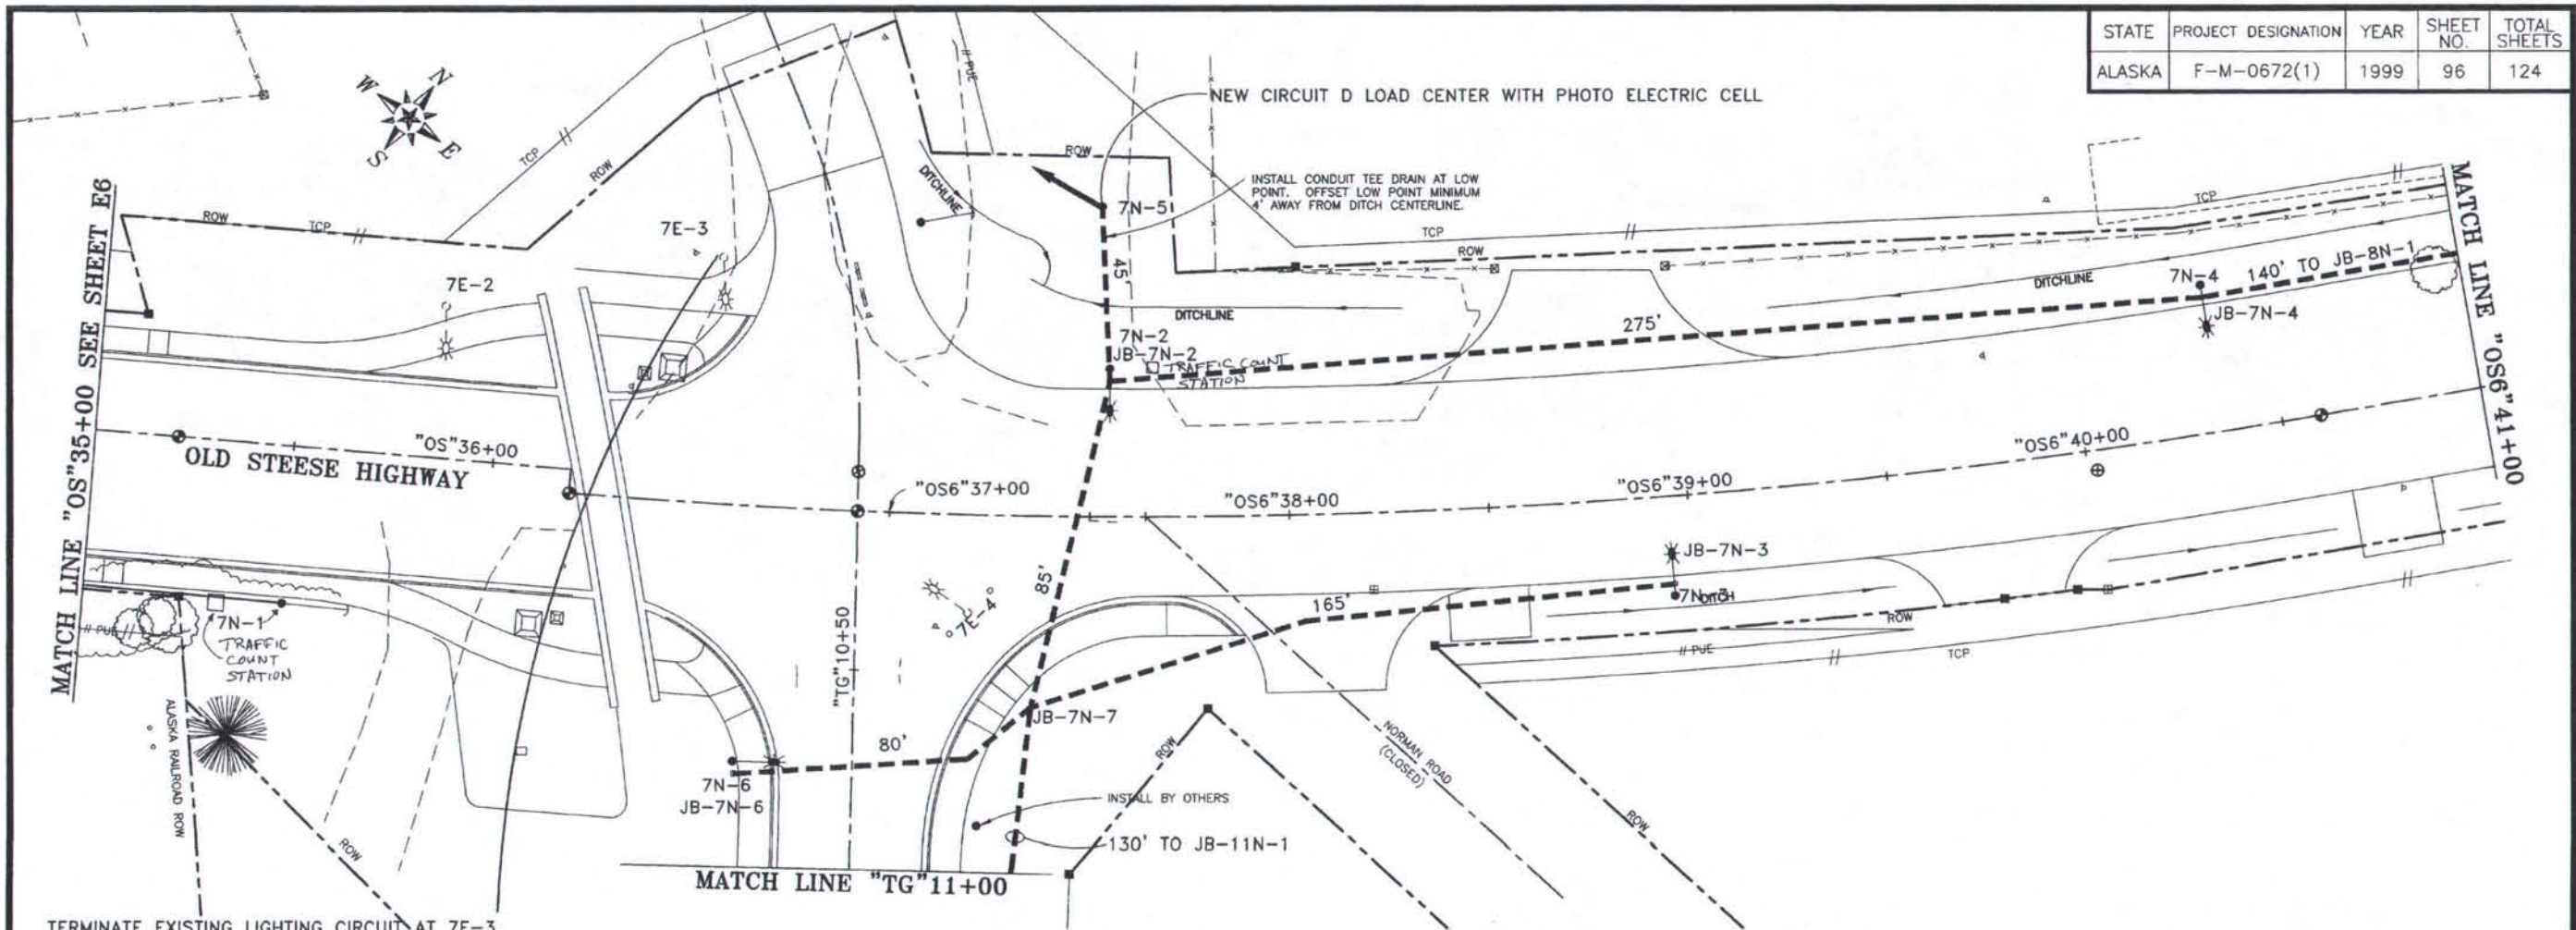 STATE PROJECT DESIGNATION YEAR SHEET NO. TOTAL SHEETS
ALASKA F-M-0672(1) 1999 96 124
N
W
E
S
NEW CIRCUIT D LOAD CENTER WITH PHOTO ELECTRIC CELL
INSTALL CONDUIT TEE DRAIN AT LOW
POINT. OFFSET LOW POINT MINIMUM
4' AWAY FROM DITCH CENTERLINE.
// PUE
TCP
ROW
ROW
TCP
ROW
DITCHLINE
7N-5
45'
TCP
ROW
TCP
DITCHLINE
DITCHLINE
7E-3
7E-2
7N-2
JB-7N-2
TRAFFIC COUNT
STATION
275'
7N-4
140' TO JB-8N-1
JB-7N-4
MATCH LINE "OS"35+00 SEE SHEET E6
MATCH LINE "OS6"41+00
"OS"36+00
OLD STEESE HIGHWAY
"OS6"37+00
"OS6"38+00
"OS6"39+00
"OS6"40+00
JB-7N-3
7N-3
DITCH
85'
165'
7E-4
7N-1
TRAFFIC
COUNT
STATION
// PUE //
"TG"10+50
ROW
// PUE
TCP
JB-7N-7
80'
7N-6
JB-7N-6
ALASKA RAILROAD ROW
ROW
ROW
NORMAN ROAD
(CLOSED)
ROW
INSTALL BY OTHERS
130' TO JB-11N-1
MATCH LINE "TG"11+00
TERMINATE EXISTING LIGHTING CIRCUIT AT 7E-3